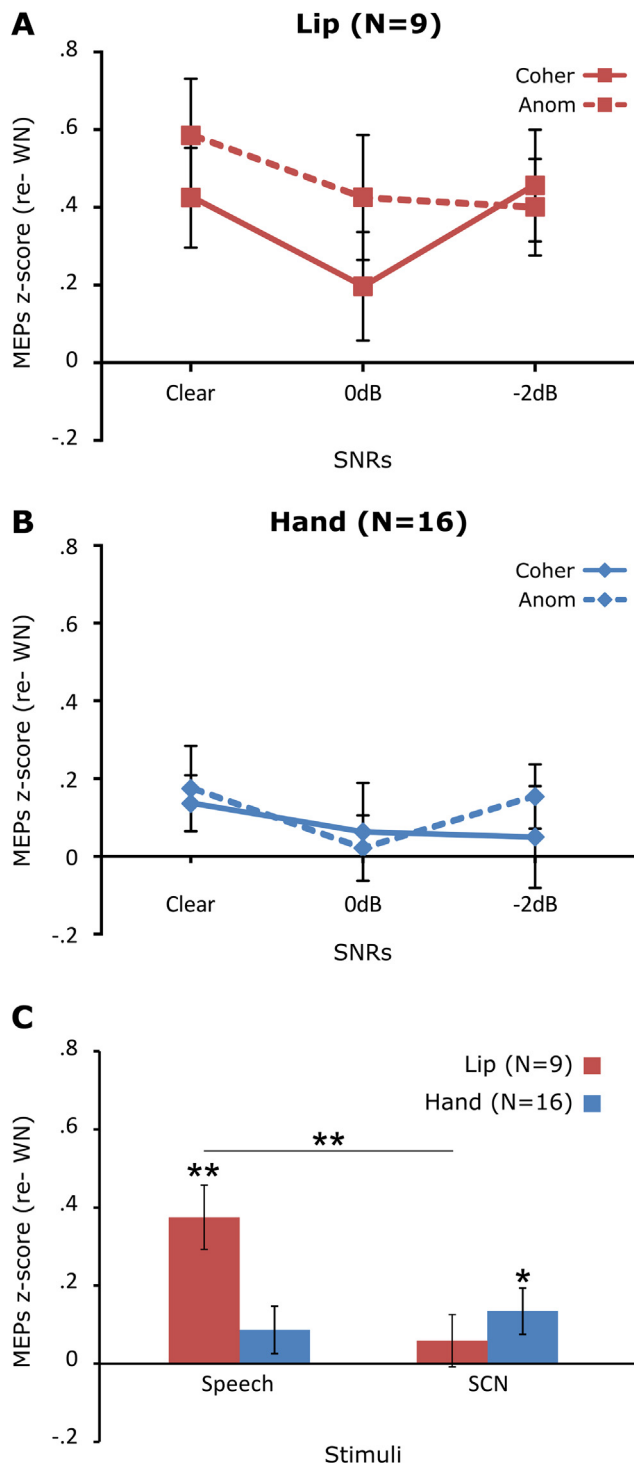 A
Lip (N=9)
Coher
Anom
MEPs z-score (re- WN)
.8
.6
.4
.2
0
-.2
Clear
0dB
-2dB
SNRs
B
Hand (N=16)
Coher
Anom
MEPs z-score (re- WN)
.8
.6
.4
.2
0
-.2
Clear
0dB
-2dB
SNRs
C
Lip (N=9)
Hand (N=16)
MEPs z-score (re- WN)
.8
.6
.4
.2
0
-.2
**
**
*
Speech
SCN
Stimuli